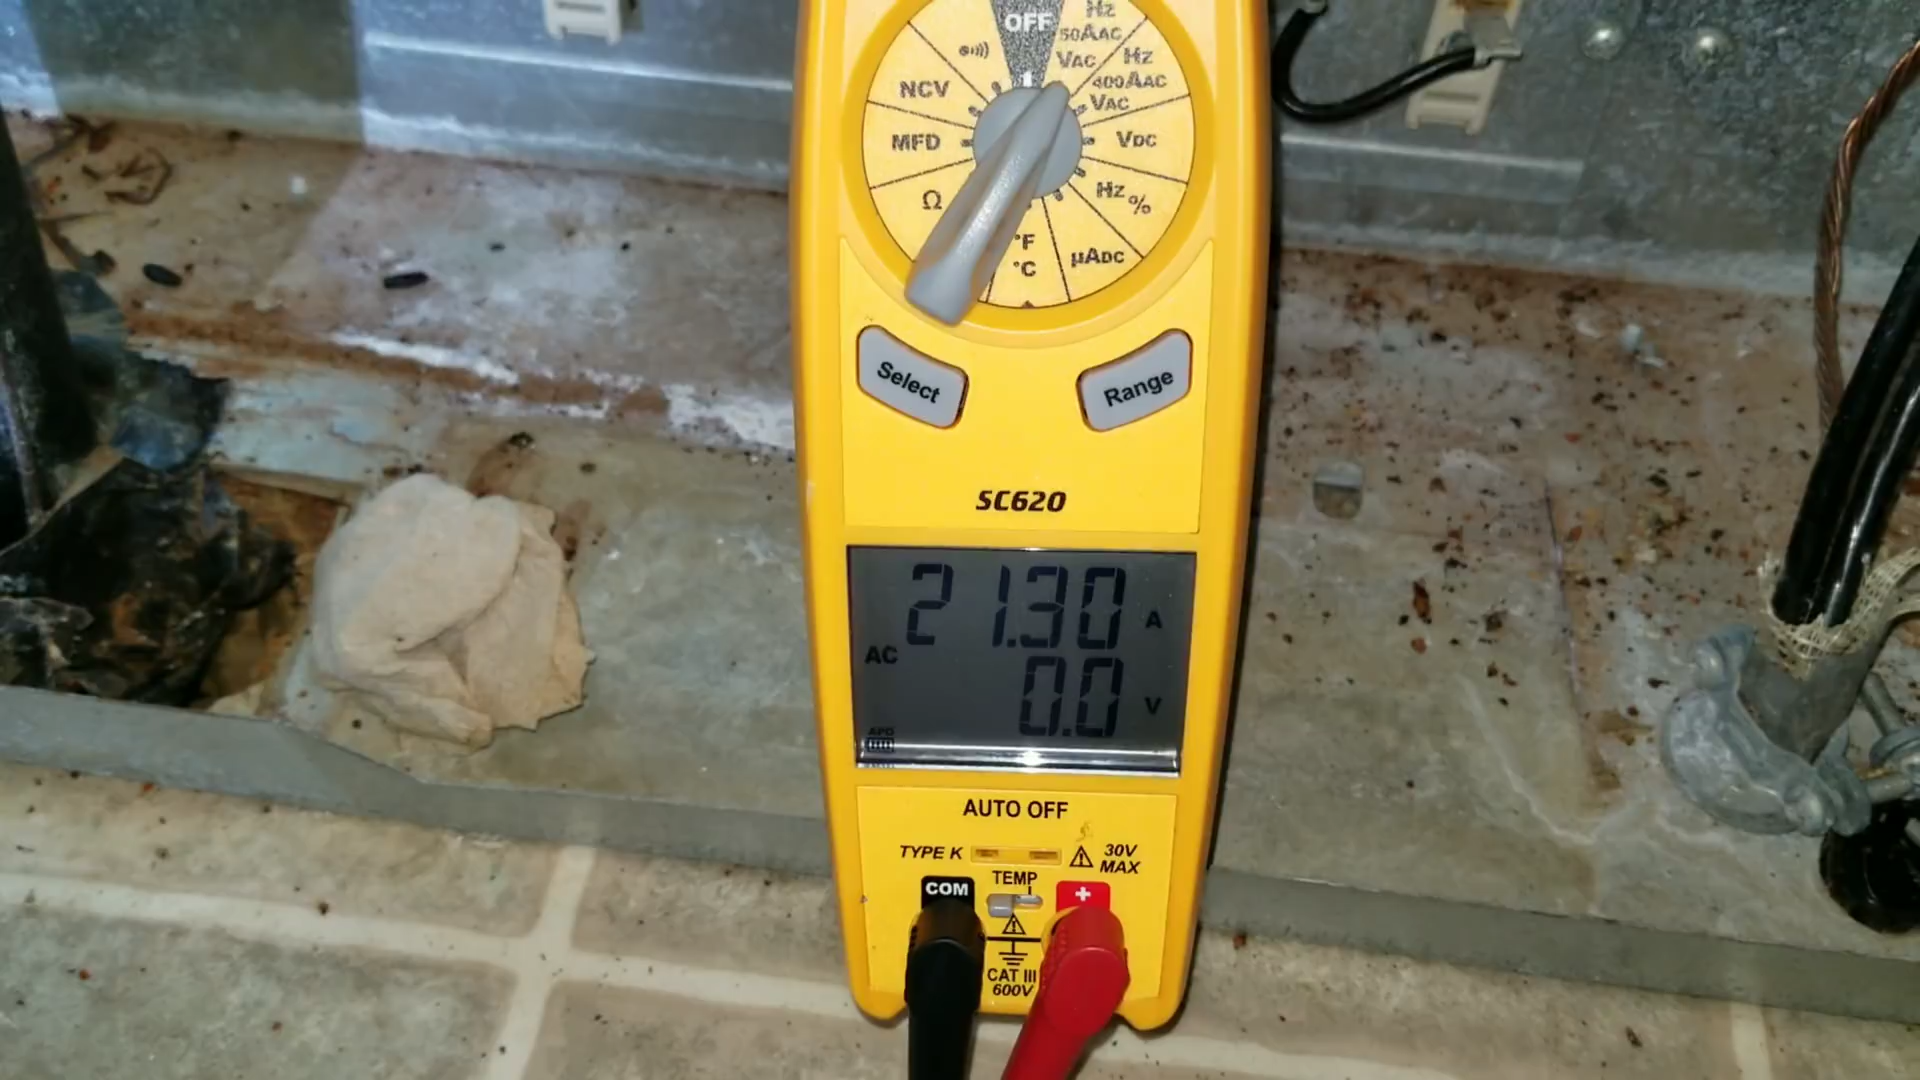 OFF
Hz
50AAC
VAC
Hz
400AAC
VAC
VDC
Hz %
µADC
°F
°C
Ω
MFD
NCV
Select
Range
SC620
21.30 A
AC
0.0 V
APO
AUTO OFF
TYPE K
30V
MAX
TEMP
COM
+
CAT III
600V